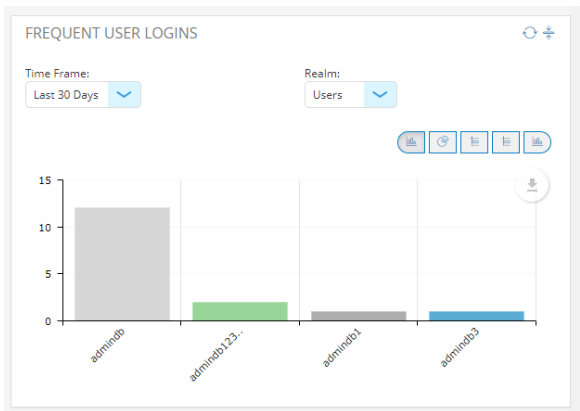 FREQUENT USER LOGINS
Time Frame: Realm:
Last 30 Days Users
15
10
5
0
admindb admindb123.. admindb1 admindb3